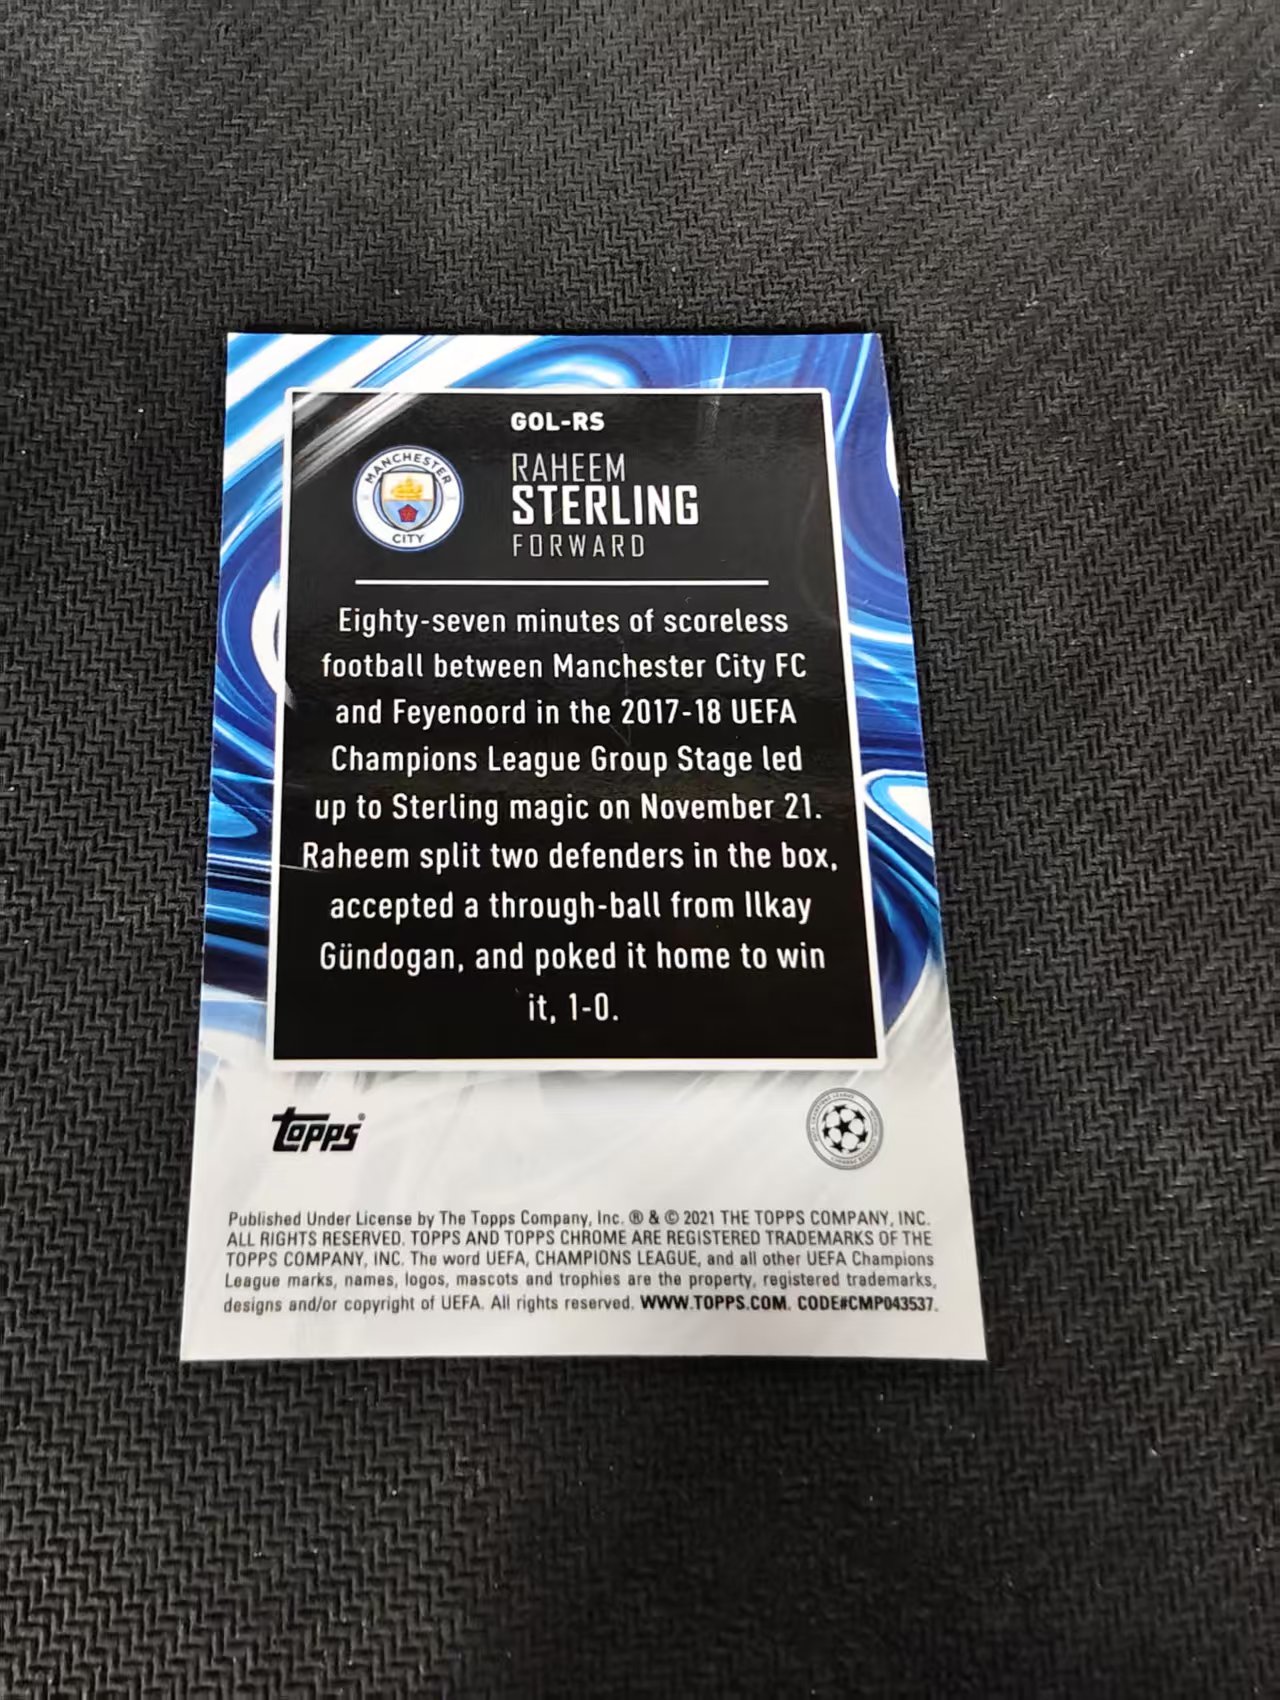 GOL-RS
MANCHESTER
CITY
RAHEEM
STERLING
FORWARD
Eighty-seven minutes of scoreless
football between Manchester City FC
and Feyenoord in the 2017-18 UEFA
Champions League Group Stage led
up to Sterling magic on November 21.
Raheem split two defenders in the box,
accepted a through-ball from Ilkay
Gündogan, and poked it home to win
it, 1-0.
Topps®
Published Under License by The Topps Company, Inc. ® & © 2021 THE TOPPS COMPANY, INC.
ALL RIGHTS RESERVED. TOPPS AND TOPPS CHROME ARE REGISTERED TRADEMARKS OF THE
TOPPS COMPANY, INC. The word UEFA, CHAMPIONS LEAGUE, and all other UEFA Champions
League marks, names, logos, mascots and trophies are the property, registered trademarks,
designs and/or copyright of UEFA. All rights reserved. WWW.TOPPS.COM. CODE#CMP043537.